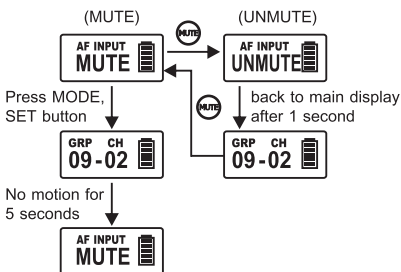 (MUTE)
(UNMUTE)
MUTE
AF INPUT
MUTE
AF INPUT
UNMUTE
Press MODE,
SET button
MUTE
back to main display
after 1 second
GRP CH
09-02
GRP CH
09-02
No motion for
5 seconds
AF INPUT
MUTE